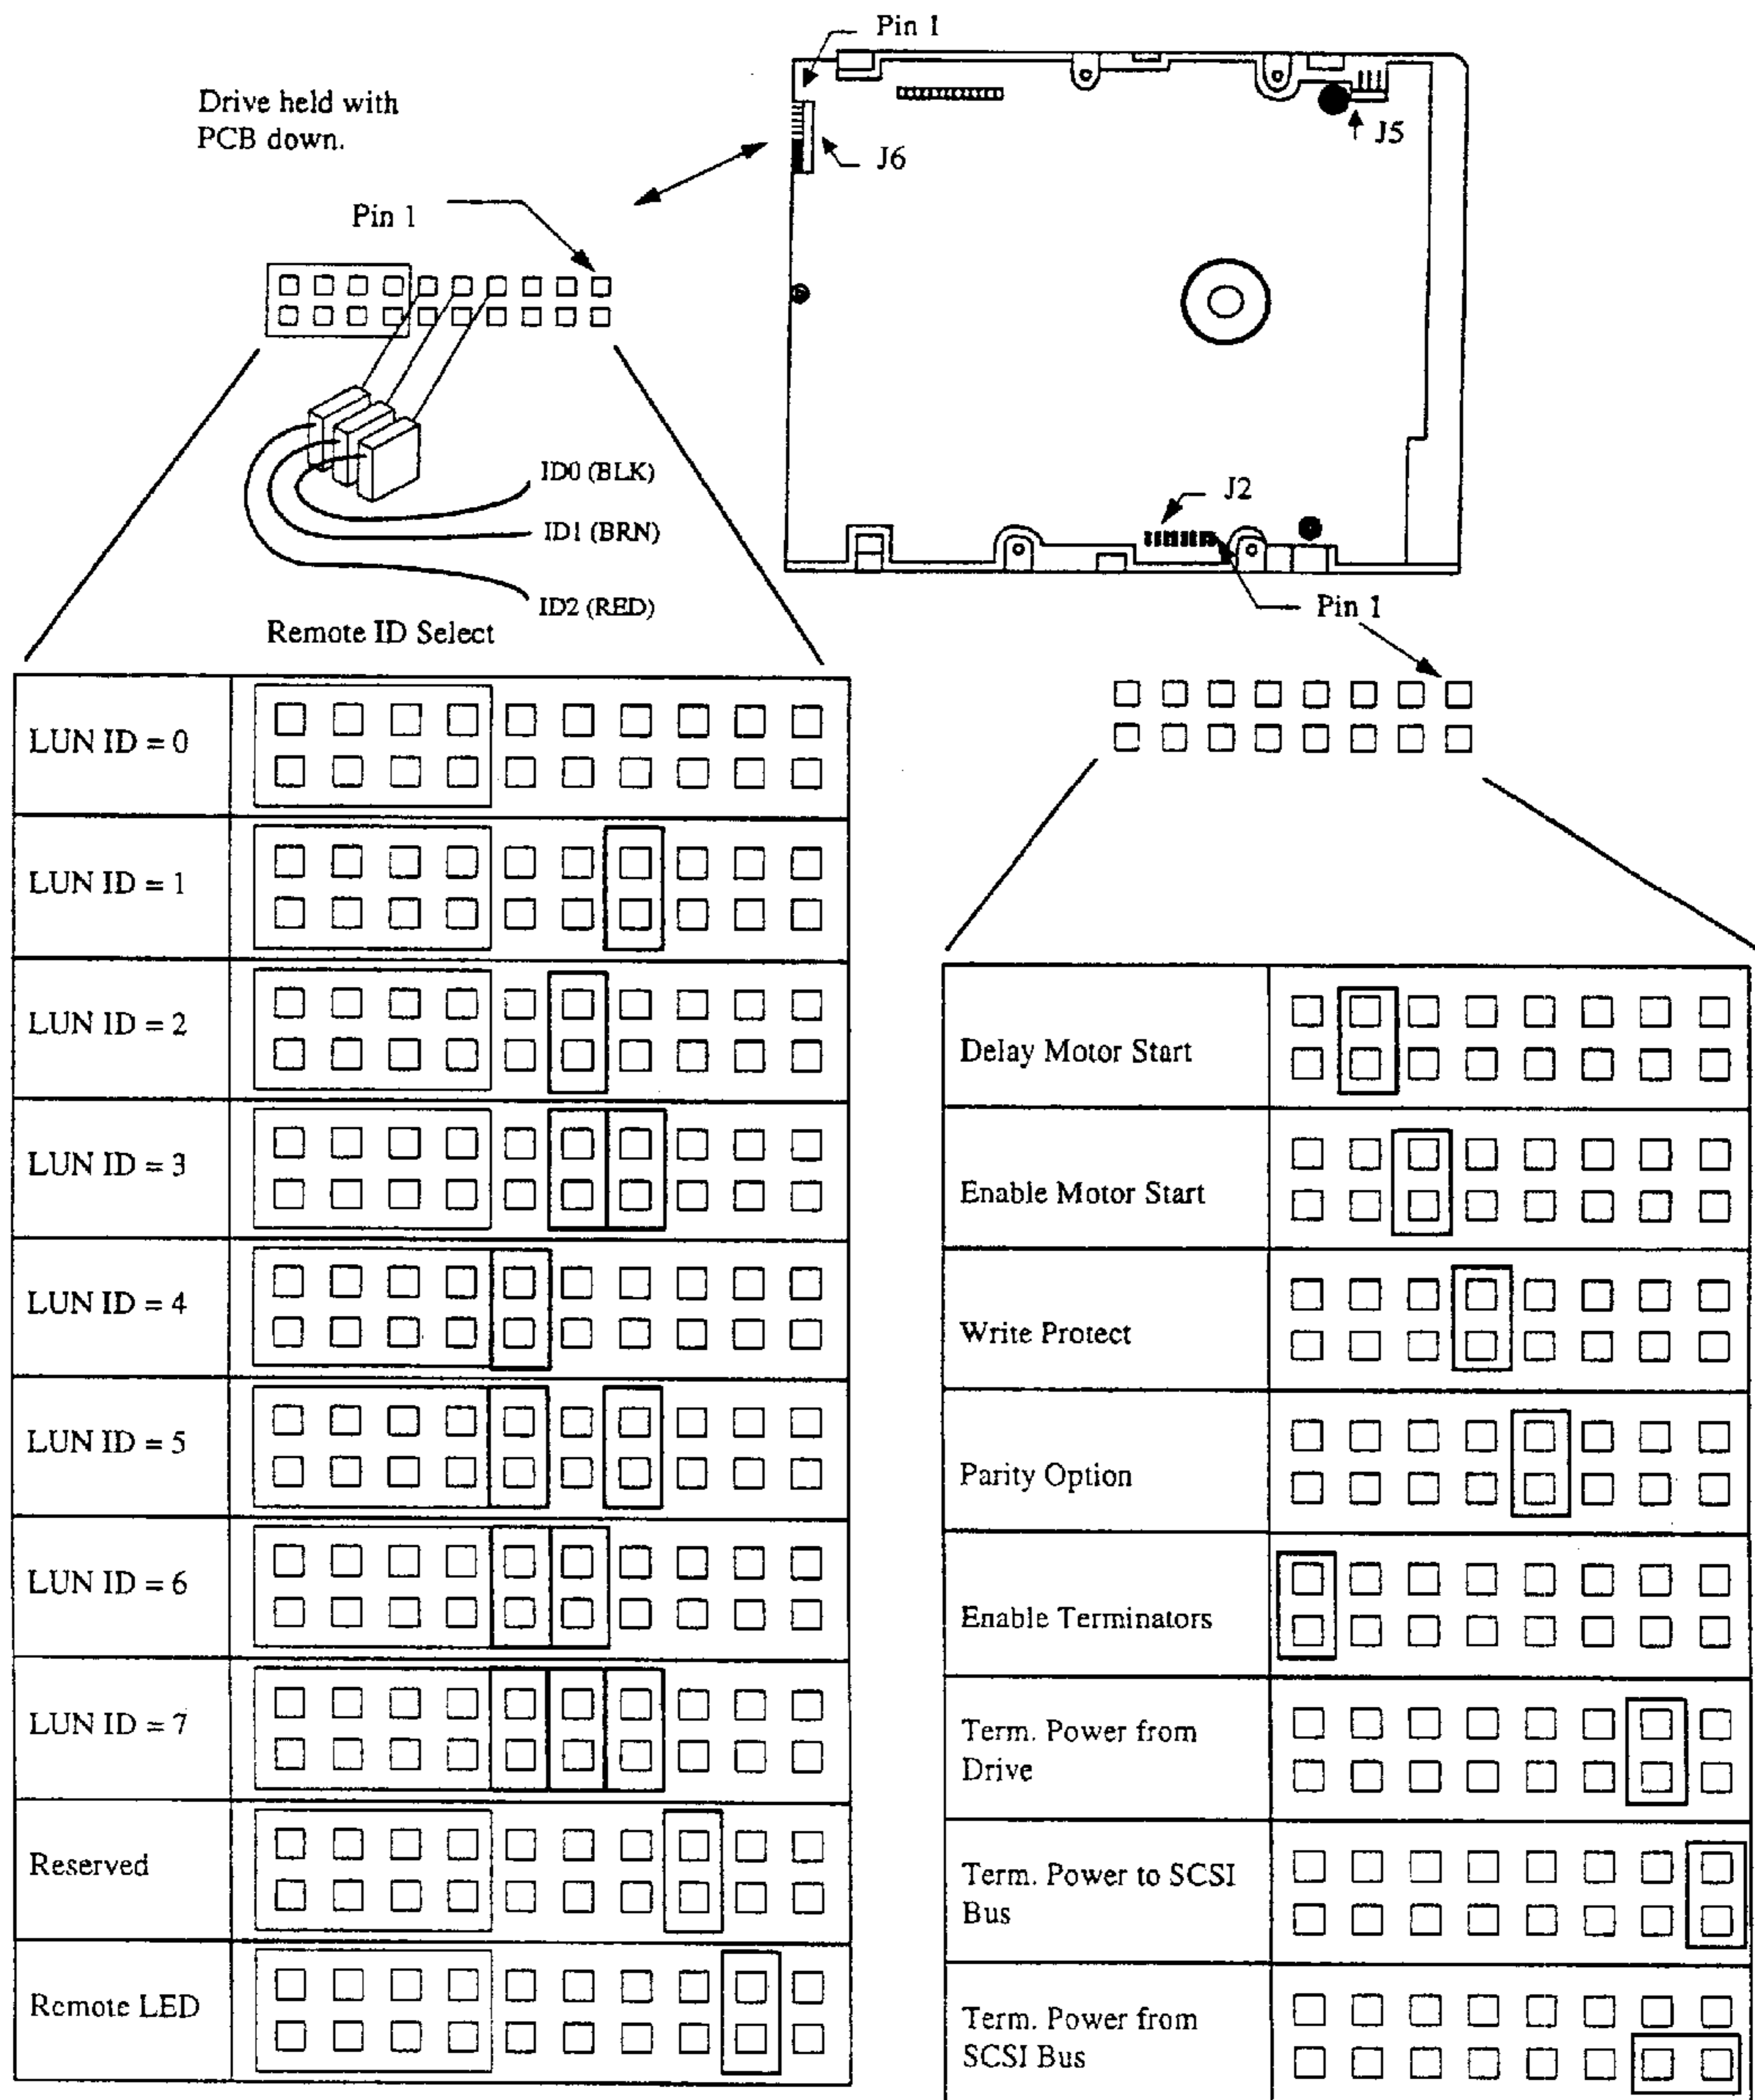 Pin 1
Drive held with
PCB down.
J5
J6
Pin 1
ID0 (BLK)
ID1 (BRN)
ID2 (RED)
Remote ID Select
J2
Pin 1
LUN ID = 0
LUN ID = 1
LUN ID = 2
LUN ID = 3
LUN ID = 4
LUN ID = 5
LUN ID = 6
LUN ID = 7
Reserved
Remote LED
Delay Motor Start
Enable Motor Start
Write Protect
Parity Option
Enable Terminators
Term. Power from
Drive
Term. Power to SCSI
Bus
Term. Power from
SCSI Bus